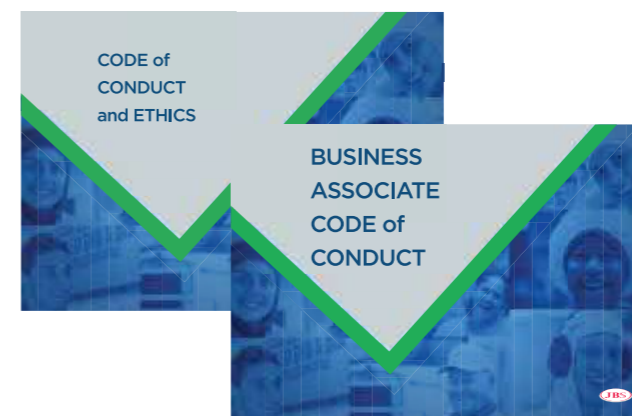 CODE of
CONDUCT
and ETHICS
BUSINESS
ASSOCIATE
CODE of
CONDUCT
JBS